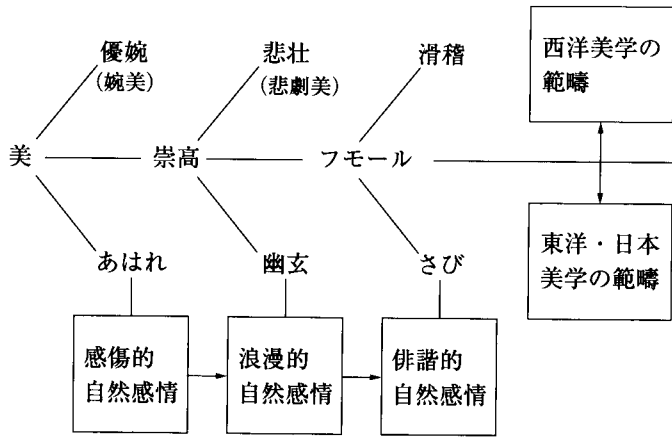 優婉
(婉美)
悲壮
(悲劇美)
滑稽
西洋美学の
範疇
美
崇高
フモール
あはれ
幽玄
さび
東洋・日本
美学の範疇
感傷的
自然感情
浪漫的
自然感情
俳諧的
自然感情